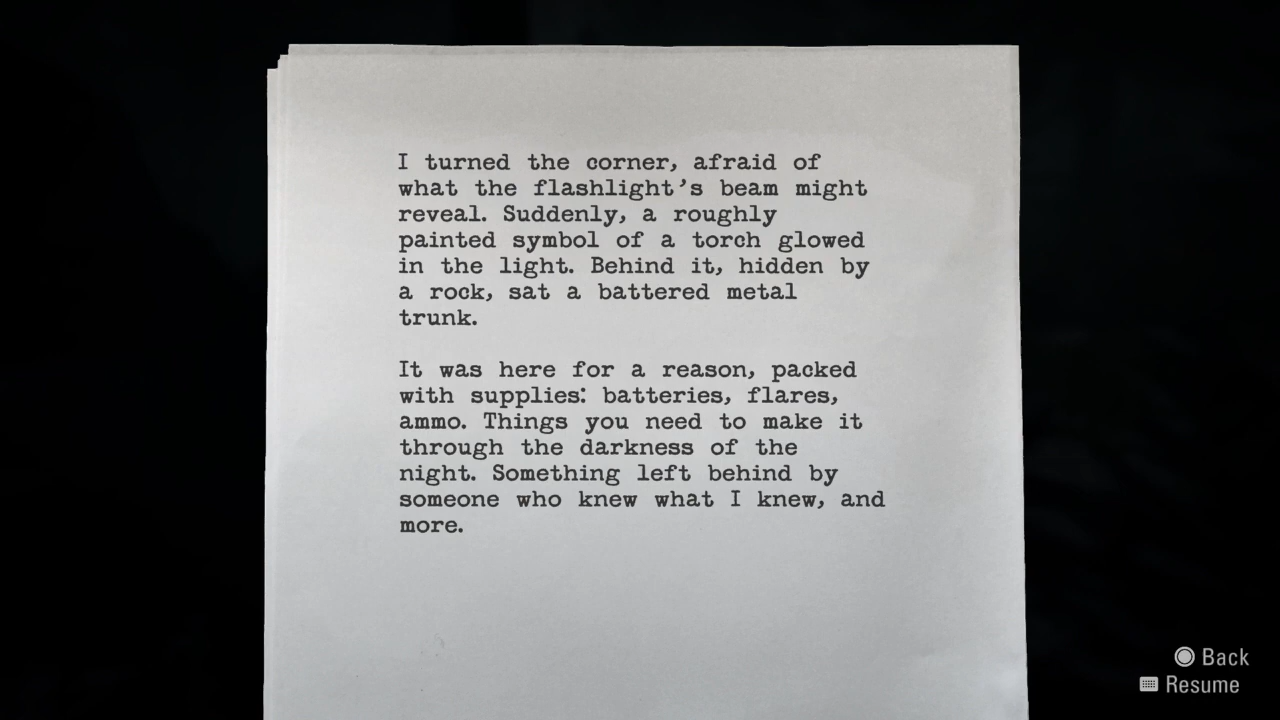 I turned the corner, afraid of
what the flashlight's beam might
reveal. Suddenly, a roughly
painted symbol of a torch glowed
in the light. Behind it, hidden by
a rock, sat a battered metal
trunk.
It was here for a reason, packed
with supplies: batteries, flares,
ammo. Things you need to make it
through the darkness of the
night. Something left behind by
someone who knew what I knew, and
more.
Back
Resume